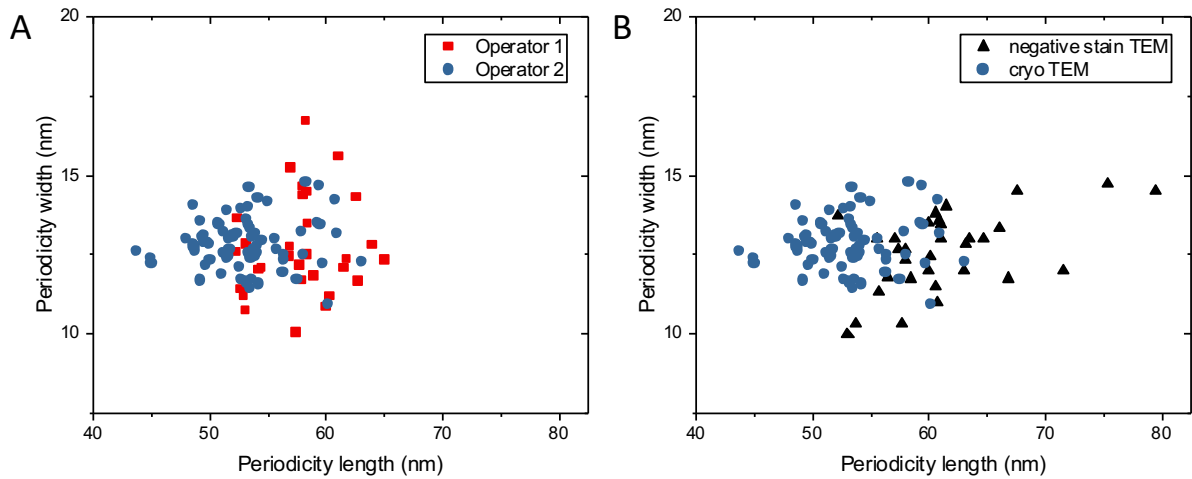 A
20
15
10
40
50
60
70
80
Periodicity width (nm)
Periodicity length (nm)
Operator 1
Operator 2
B
20
15
10
40
50
60
70
80
Periodicity width (nm)
Periodicity length (nm)
negative stain TEM
cryo TEM